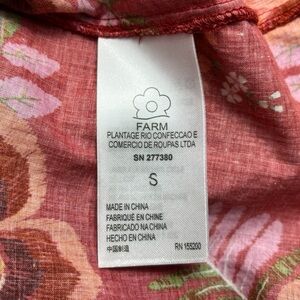 FARM
PLANTAGE RIO CONFECCAO E
COMERCIO DE ROUPAS LTDA
SN 277380
S
MADE IN CHINA
FABRIQUÉ EN CHINE
FABRICADO NA CHINA
HECHO EN CHINA
中国制造
RN 155200